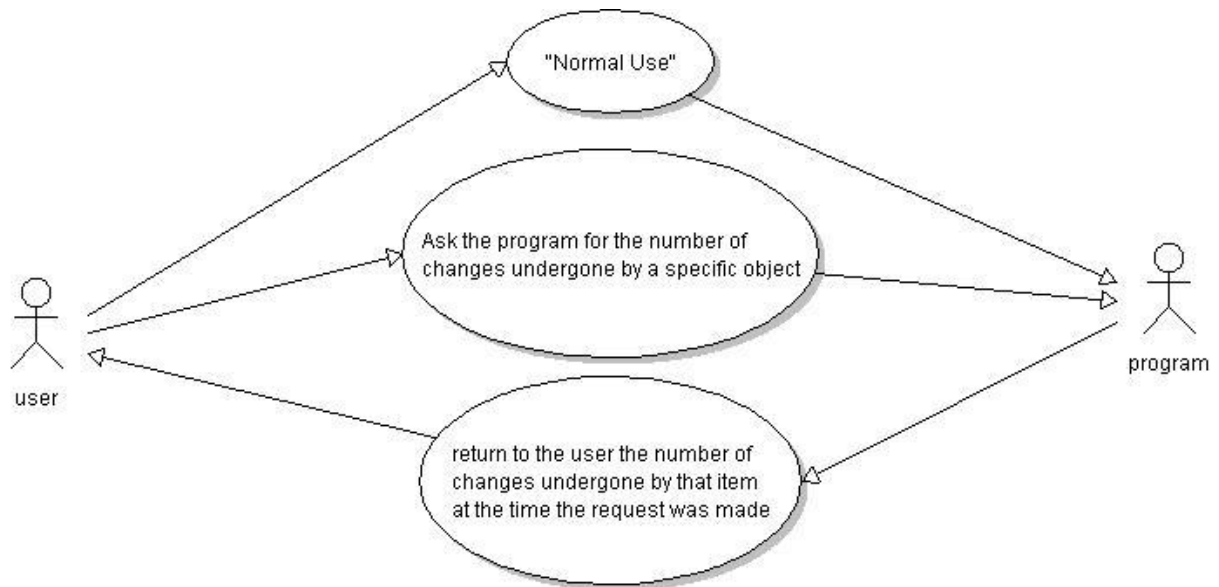 "Normal Use"
Ask the program for the number of
changes undergone by a specific object
user
program
return to the user the number of
changes undergone by that item
at the time the request was made